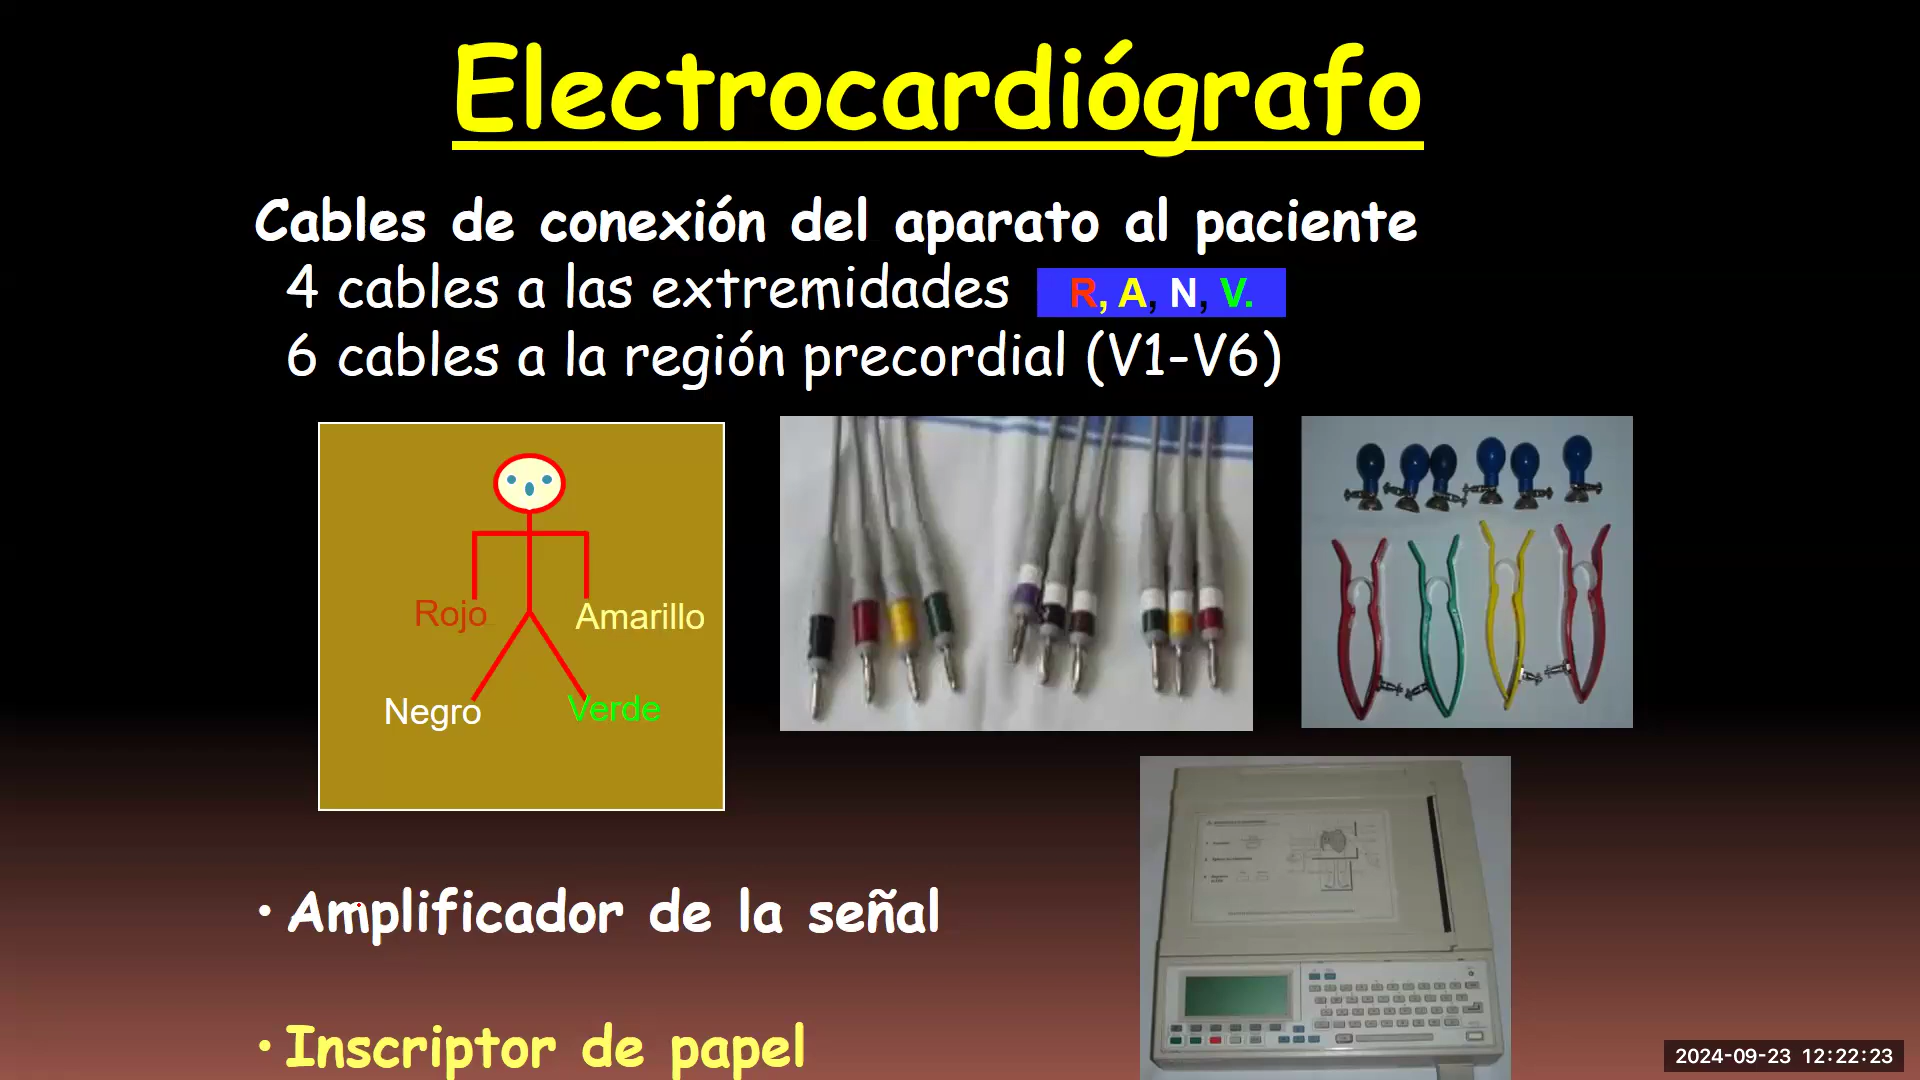 Electrocardiógrafo
Cables de conexión del aparato al paciente
4 cables a las extremidades R, A, N, V.
6 cables a la región precordial (V1-V6)
Rojo
Amarillo
Negro
Verde
• Amplificador de la señal
• Inscriptor de papel
2024-09-23 12:22:23